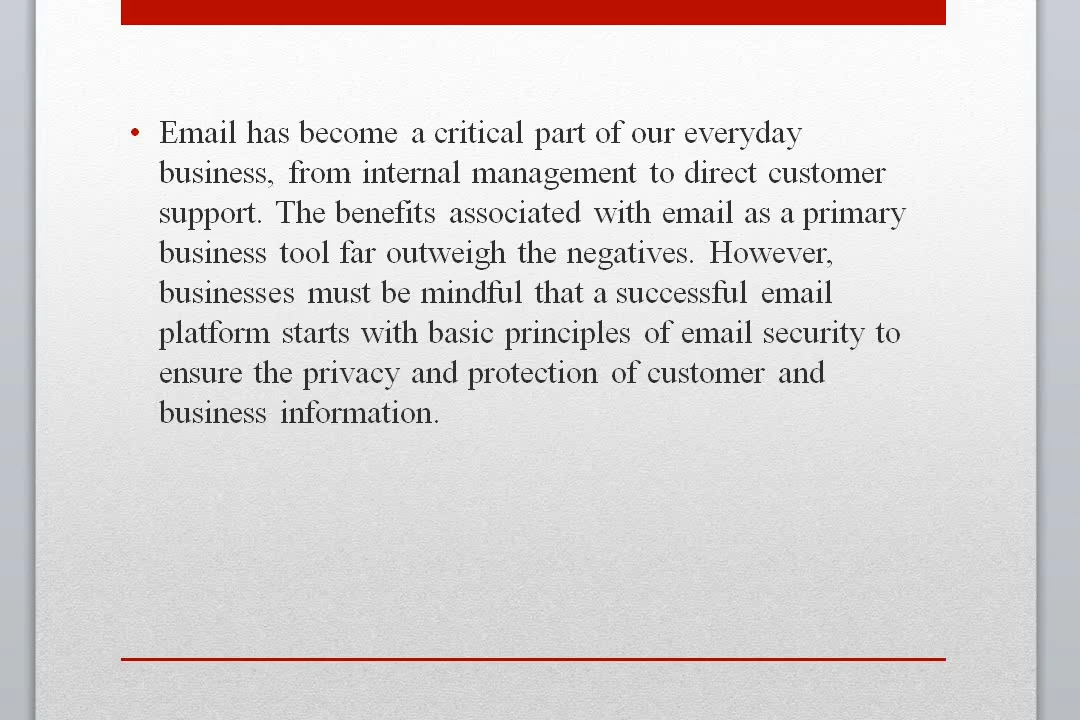 • Email has become a critical part of our everyday
business, from internal management to direct customer
support. The benefits associated with email as a primary
business tool far outweigh the negatives. However,
businesses must be mindful that a successful email
platform starts with basic principles of email security to
ensure the privacy and protection of customer and
business information.